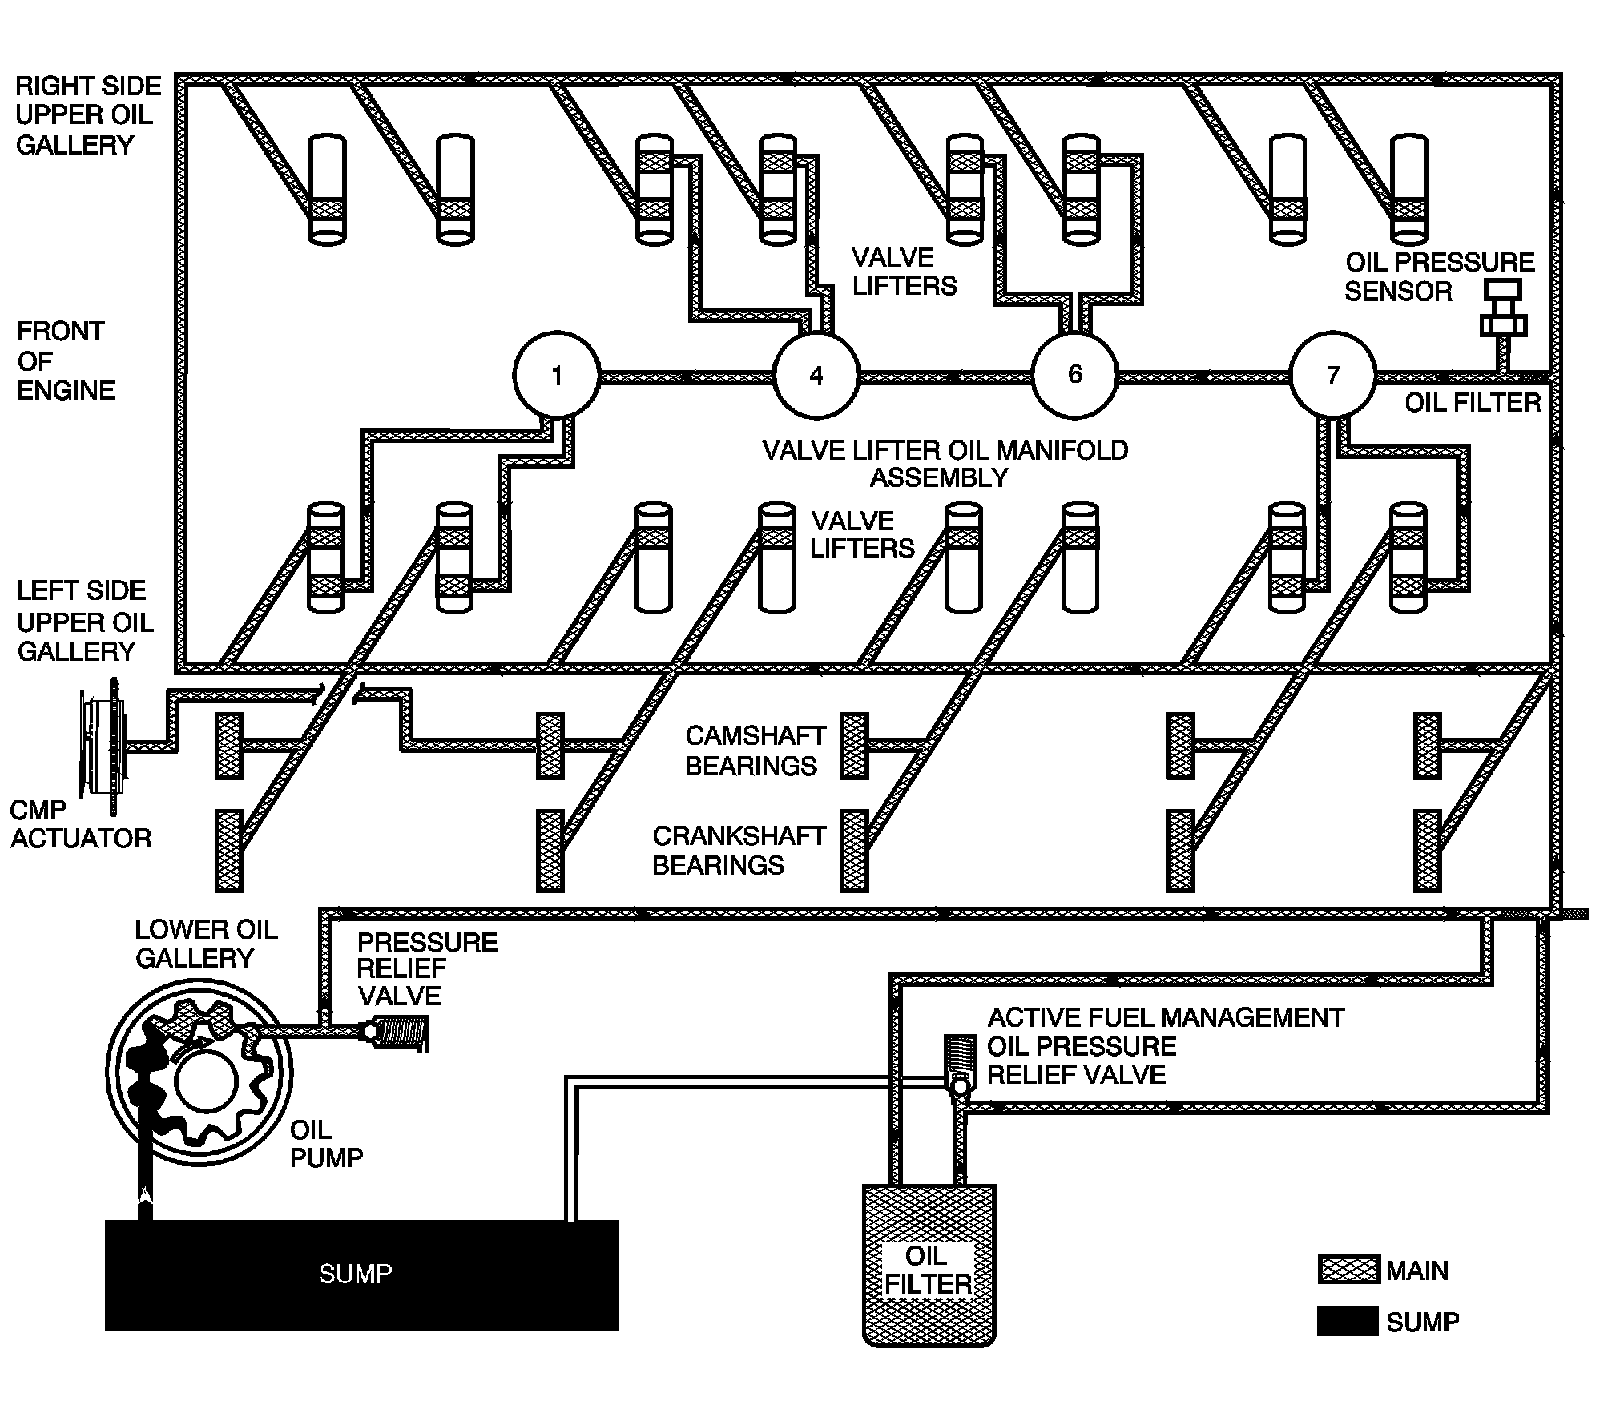 RIGHT SIDE
UPPER OIL
GALLERY
VALVE
LIFTERS
OIL PRESSURE
SENSOR
FRONT
OF
ENGINE
1
4
6
7
OIL FILTER
VALVE LIFTER OIL MANIFOLD
ASSEMBLY
VALVE
LIFTERS
LEFT SIDE
UPPER OIL
GALLERY
CAMSHAFT
BEARINGS
CMP
ACTUATOR
CRANKSHAFT
BEARINGS
LOWER OIL
GALLERY
PRESSURE
RELIEF
VALVE
ACTIVE FUEL MANAGEMENT
OIL PRESSURE
RELIEF VALVE
OIL
PUMP
SUMP
OIL
FILTER
MAIN
SUMP